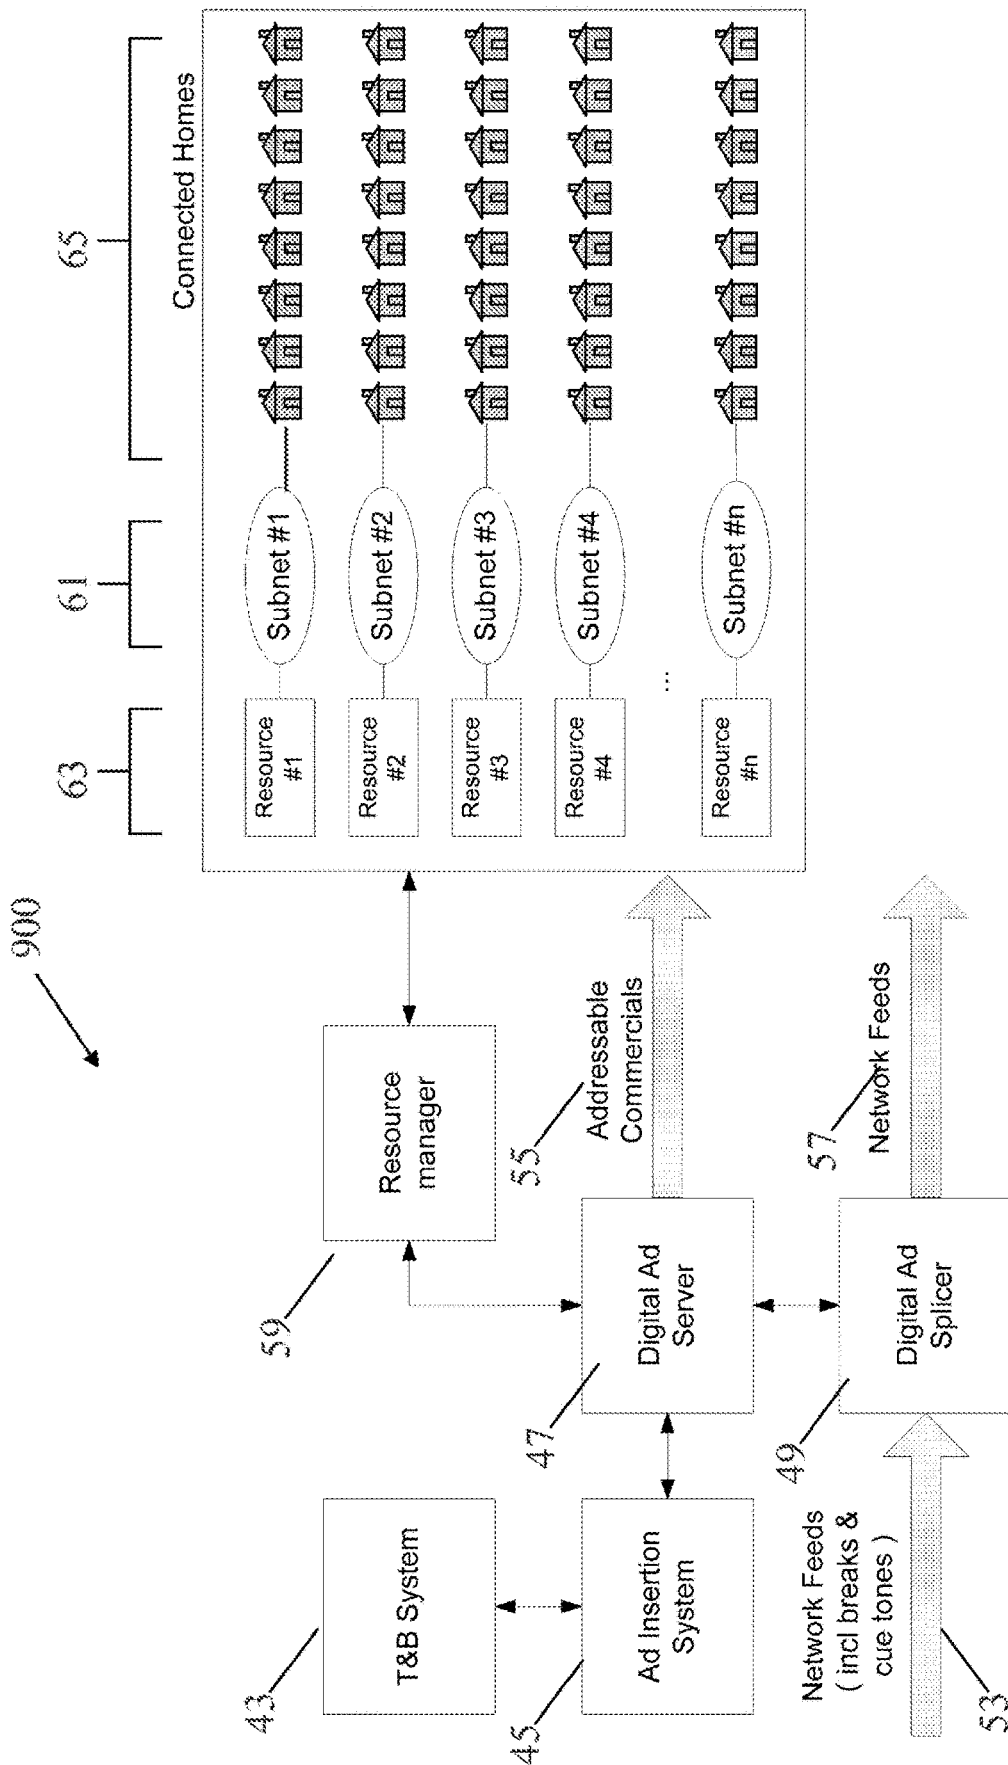 900
63
61
65
Connected Homes
Resource
#1
Subnet #1
Resource
#2
Subnet #2
Resource
#3
Subnet #3
Resource
#4
Subnet #4
...
Resource
#n
Subnet #n
43
T&B System
59
Resource
manager
45
Ad Insertion
System
47
Digital Ad
Server
55
Addressable
Commercials
53
Network Feeds
( incl breaks &
cue tones )
49
Digital Ad
Splicer
57
Network Feeds